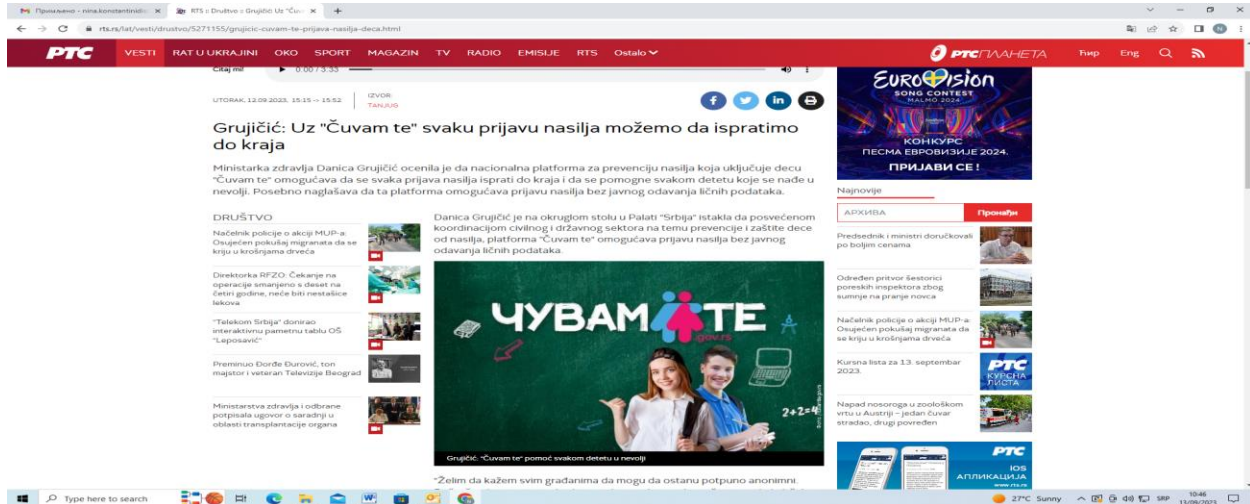 Примљено - nina.konstantinidi
RTS :: Društvo :: Grujičić: Uz "Čuv
rts.rs/lat/vesti/drustvo/5271155/grujicic-cuvam-te-prijava-nasilja-deca.html
РТС VESTI RAT U UKRAJINI OKO SPORT MAGAZIN TV RADIO EMISIJE RTS Ostalo РТС ПЛАНЕТА Ћир Eng
Čitaj mi!
0:00 / 3:33
UTORAK, 12.09.2023, 15:15 -> 15:52
IZVOR:
TANJUG
Grujičić: Uz "Čuvam te" svaku prijavu nasilja možemo da ispratimo
do kraja
Ministarka zdravlja Danica Grujičić ocenila je da nacionalna platforma za prevenciju nasilja koja uključuje decu
"Čuvam te" omogućava da se svaka prijava nasilja isprati do kraja i da se pomogne svakom detetu koje se nađe u
nevolji. Posebno naglašava da ta platforma omogućava prijavu nasilja bez javnog odavanja ličnih podataka.
DRUŠTVO
Načelnik policije o akciji MUP-a:
Osujećen pokušaj migranata da se
kriju u krošnjama drveća
Direktorka RFZO: Čekanje na
operacije smanjeno s deset na
četiri godine, neće biti nestašice
lekova
"Telekom Srbija" donirao
interaktivnu pametnu tablu OŠ
"Leposavić"
Preminuo Đorđe Đurović, ton
majstor i veteran Televizije Beograd
Ministarstva zdravlja i odbrane
potpisala ugovor o saradnji u
oblasti transplantacije organa
Danica Grujičić je na okruglom stolu u Palati "Srbija" istakla da posvećenom
koordinacijom civilnog i državnog sektora na temu prevencije i zaštite dece
od nasilja, platforma "Čuvam te" omogućava prijavu nasilja bez javnog
odavanja ličnih podataka.
ЧУВАМ ТЕ
gov.rs
2+2=4
Grujičić: "Čuvam te" pomoć svakom detetu u nevolji
"Želim da kažem svim građanima da mogu da ostanu potpuno anonimni.
EUROVISION
SONG CONTEST
MALMÖ 2024
КОНКУРС
ПЕСМА ЕВРОВИЗИЈЕ 2024.
ПРИЈАВИ СЕ !
Najnovije
АРХИВА
Пронађи
Predsednik i ministri doručkovali
po boljim cenama
Određen pritvor šestorici
poreskih inspektora zbog
sumnje na pranje novca
Načelnik policije o akciji MUP-a:
Osujećen pokušaj migranata da
se kriju u krošnjama drveća
Kursna lista za 13. septembar
2023.
РТС
КУРСНА
ЛИСТА
Napad nosoroga u zoološkom
vrtu u Austriji – jedan čuvar
stradao, drugi povređen
РТС
iOS
АПЛИКАЦИЈА
www.rts.rs
Type here to search
27°C Sunny
SRP
10:46
13/09/2023